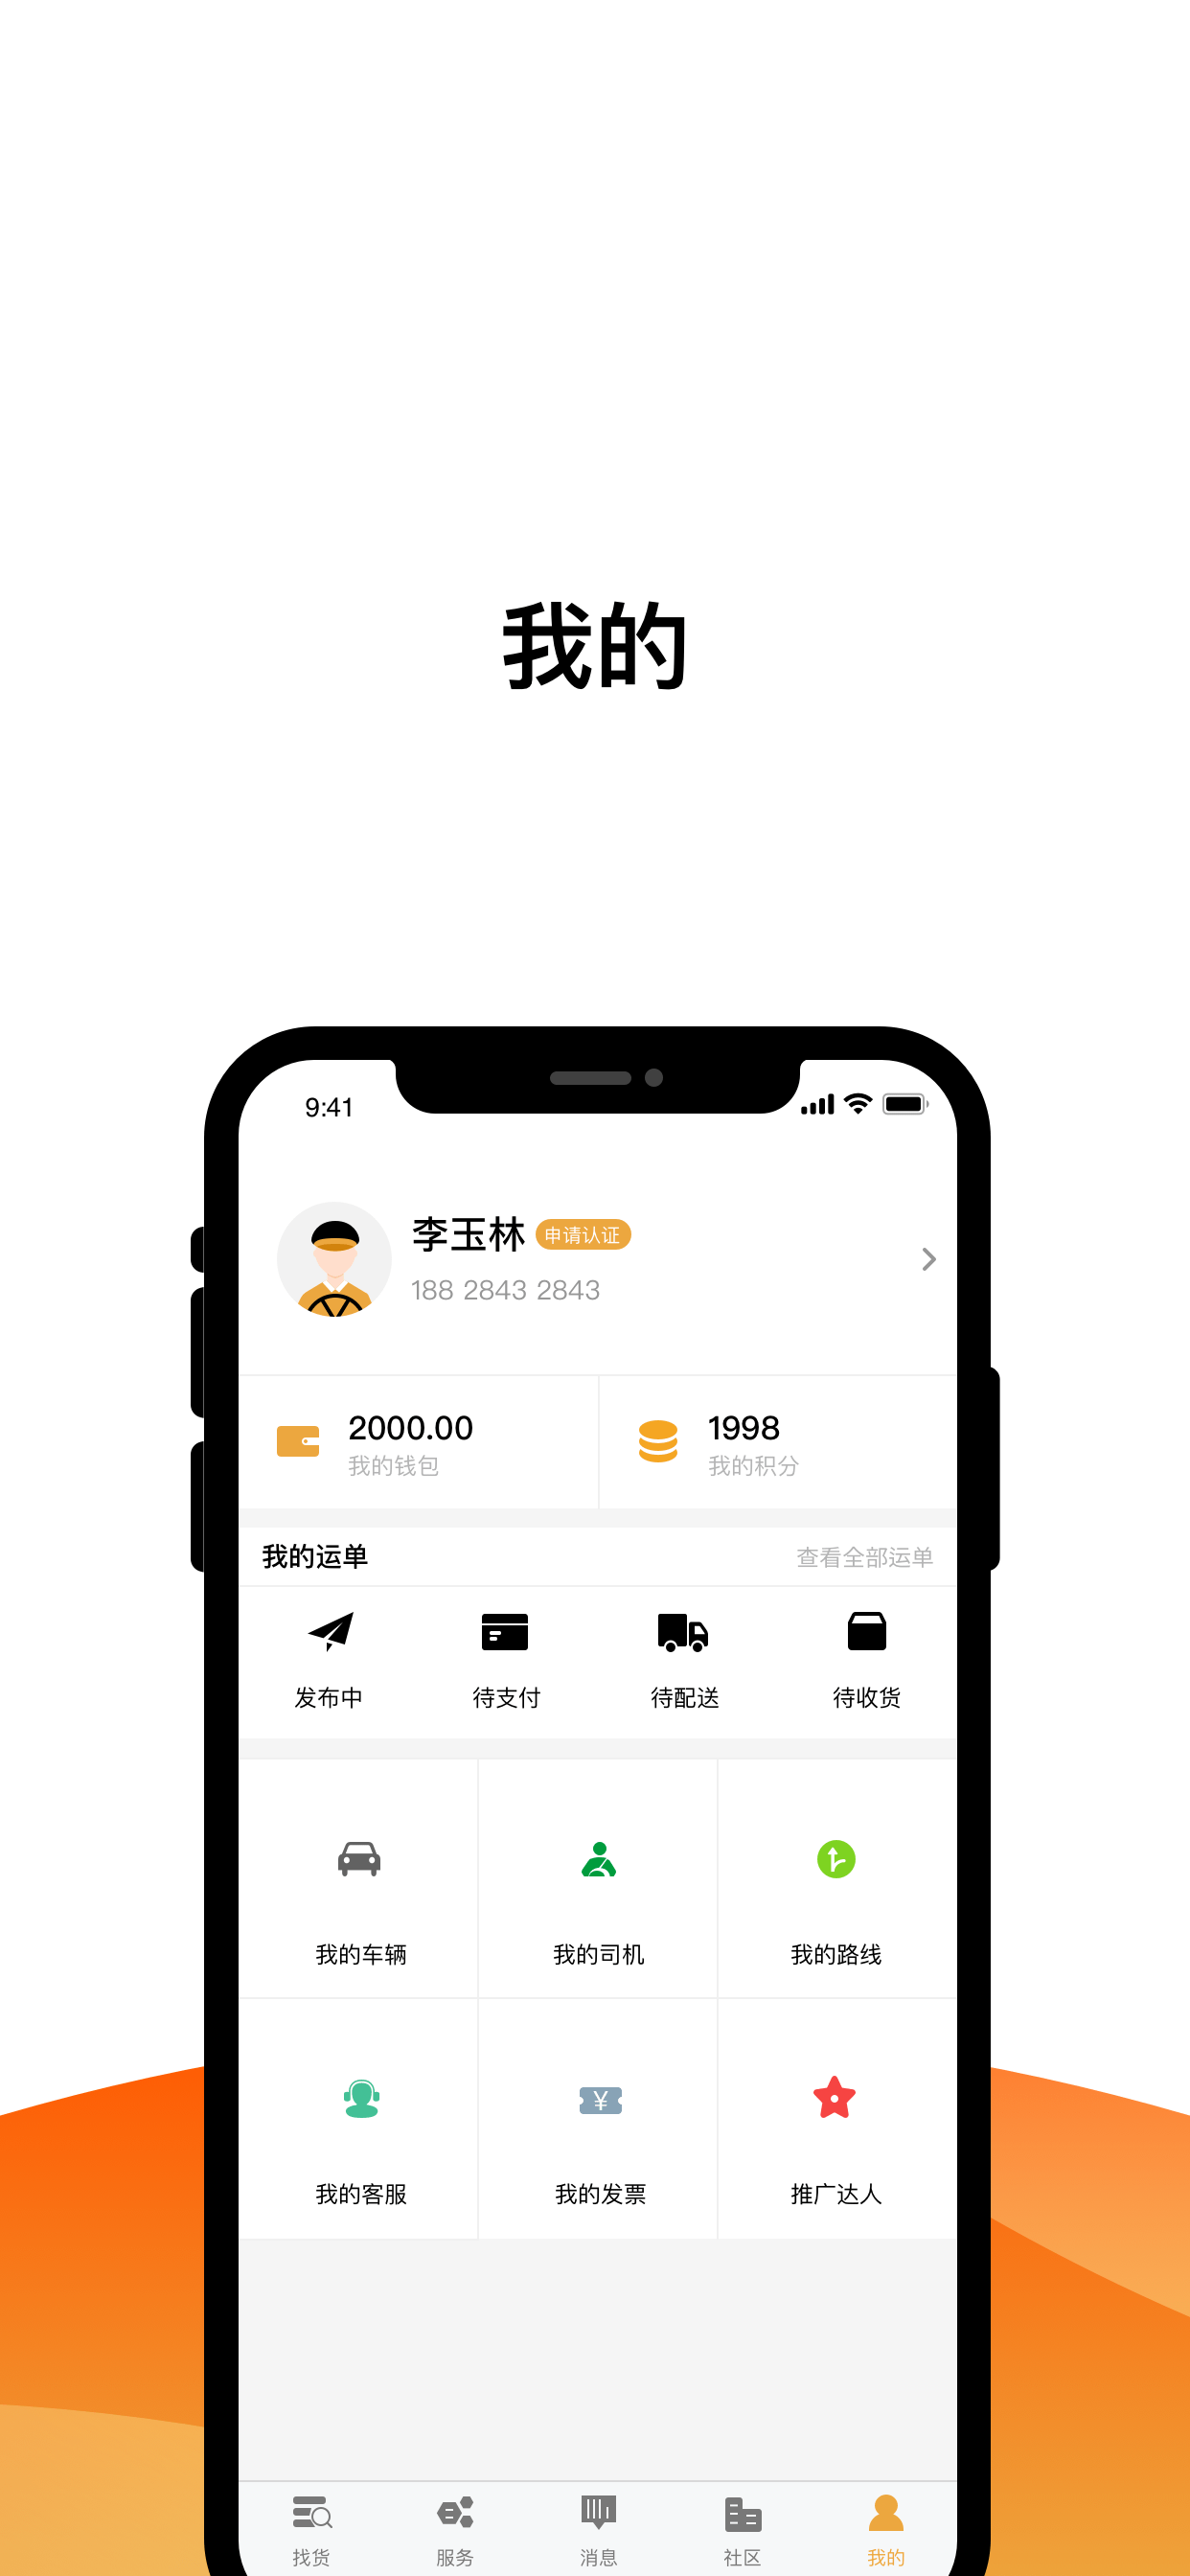 我的
9:41
李玉林 申请认证
188 2843 2843
2000.00
我的钱包
1998
我的积分
我的运单 查看全部运单
发布中 待支付 待配送 待收货
我的车辆 我的司机 我的路线
¥
我的客服 我的发票 推广达人
找货 服务 消息 社区 我的